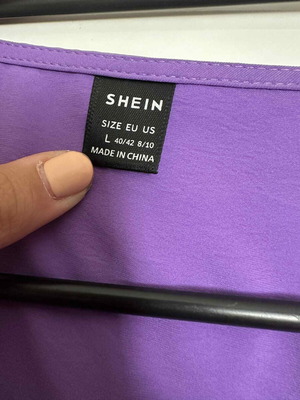 SHEIN
SIZE EU US
L 40/42 8/10
MADE IN CHINA